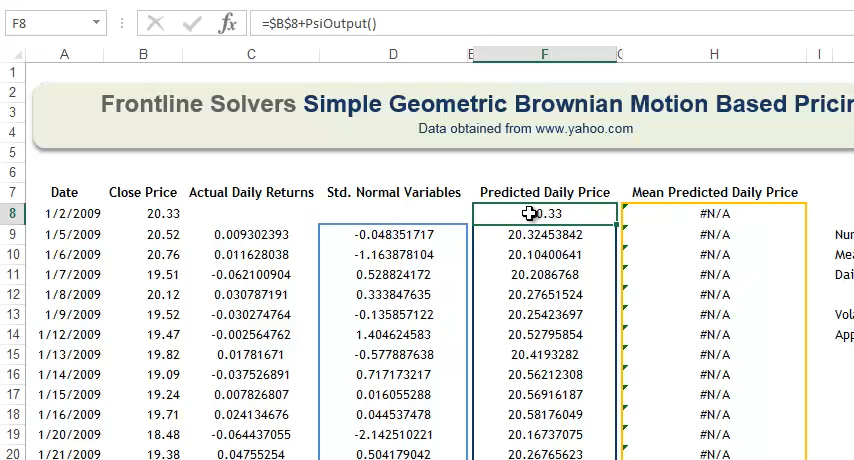 F8 =$B$8+PsiOutput()
A B C D E F G H I
1
2
3 Frontline Solvers Simple Geometric Brownian Motion Based Pricin
4 Data obtained from www.yahoo.com
5
6
7 Date Close Price Actual Daily Returns Std. Normal Variables Predicted Daily Price Mean Predicted Daily Price
8 1/2/2009 20.33 0.33 #N/A
9 1/5/2009 20.52 0.009302393 -0.048351717 20.32453842 #N/A Nur
10 1/6/2009 20.76 0.011628038 -1.163878104 20.10400641 #N/A Mea
11 1/7/2009 19.51 -0.062100904 0.528824172 20.2086768 #N/A Dai
12 1/8/2009 20.12 0.030787191 0.333847635 20.27651524 #N/A
13 1/9/2009 19.52 -0.030274764 -0.135857122 20.25423697 #N/A Vola
14 1/12/2009 19.47 -0.002564762 1.404624583 20.52795854 #N/A App
15 1/13/2009 19.82 0.01781671 -0.577887638 20.4193282 #N/A
16 1/14/2009 19.09 -0.037526891 0.717173217 20.56212308 #N/A
17 1/15/2009 19.24 0.007826807 0.016055288 20.56916187 #N/A
18 1/16/2009 19.71 0.024134676 0.044537478 20.58176049 #N/A
19 1/20/2009 18.48 -0.064437055 -2.142510221 20.16737075 #N/A
20 1/21/2009 19.38 0.04755254 0.504179042 20.26765623 #N/A